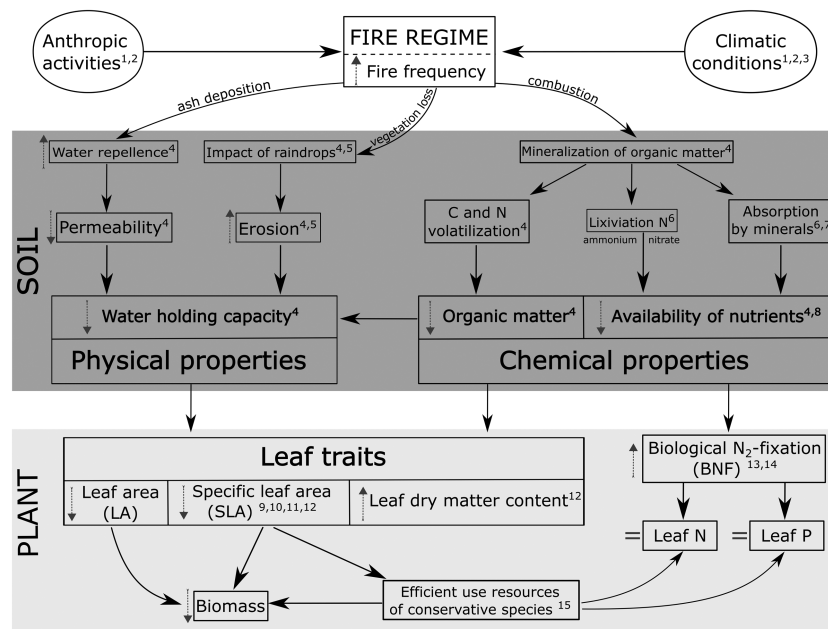 Anthropic
activities1,2
FIRE REGIME
Fire frequency
Climatic
conditions1,2,3
ash deposition
vegetation loss
combustion
SOIL
Water repellence4
Impact of raindrops4,5
Mineralization of organic matter4
Permeability4
Erosion4,5
C and N
volatilization4
Lixiviation N6
ammonium nitrate
Absorption
by minerals6,7
Water holding capacity4
Organic matter4
Availability of nutrients4,8
Physical properties
Chemical properties
PLANT
Leaf traits
Leaf area
(LA)
Specific leaf area
(SLA) 9,10,11,12
Leaf dry matter content12
Biological N2-fixation
(BNF) 13,14
= Leaf N
= Leaf P
Biomass
Efficient use resources
of conservative species 15